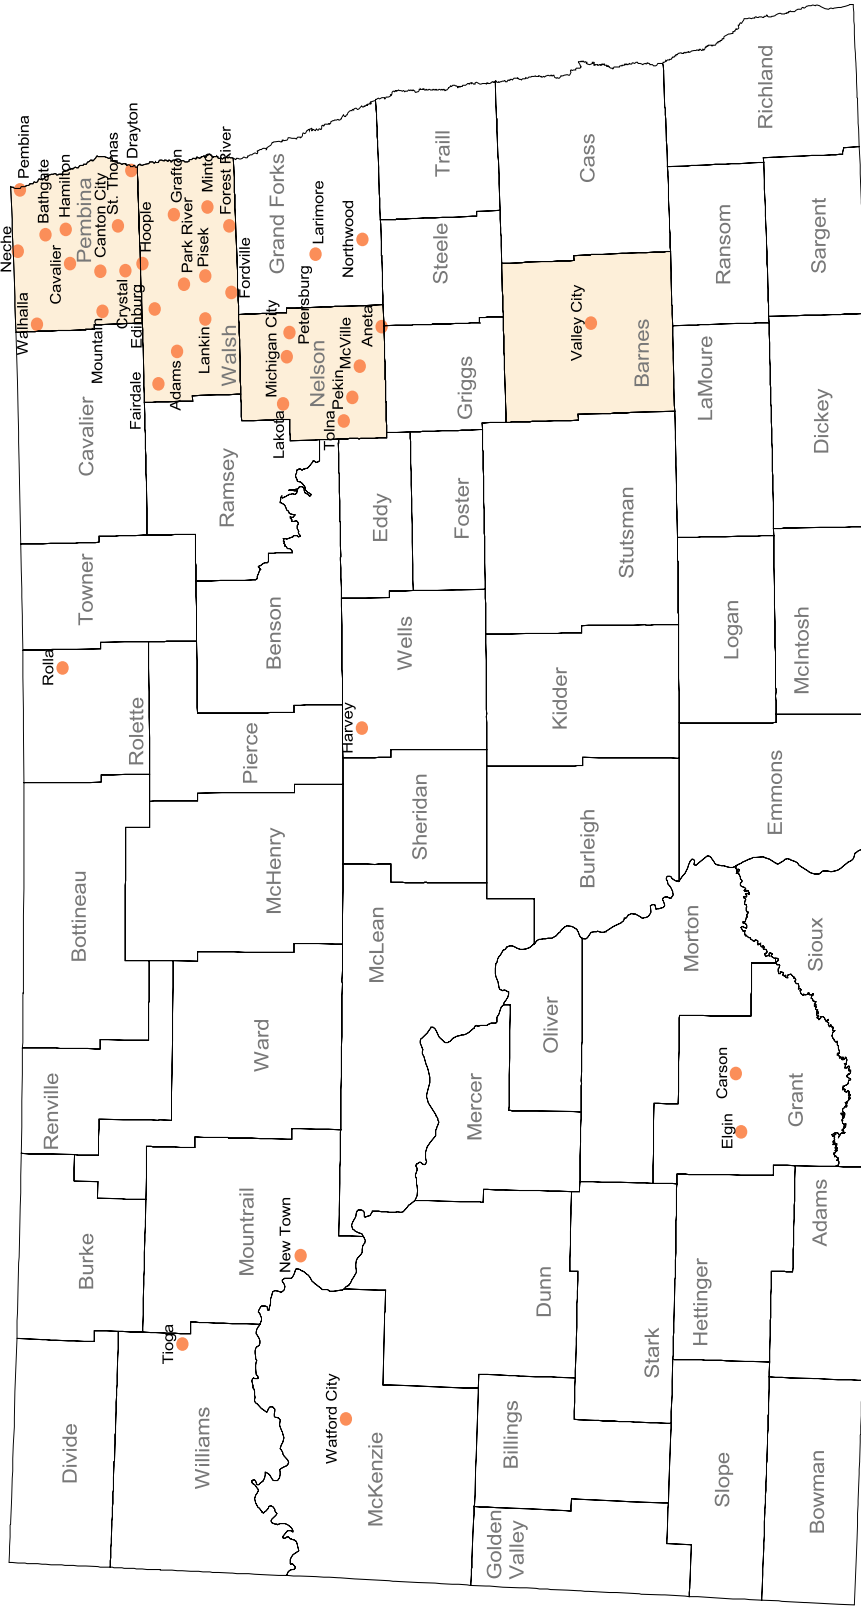 Divide
Burke
Renville
Bottineau
Rolette
Rolla
Towner
Cavalier
Pembina
Walhalla
Neche
Pembina
Bathgate
Hamilton
Cavalier
Canton City
St. Thomas
Mountain
Crystal
Drayton
Williams
Tioga
Mountrail
New Town
Ward
McHenry
Pierce
Benson
Ramsey
Walsh
Fairdale
Edinburg
Hoople
Adams
Lankin
Park River
Pisek
Grafton
Minto
Forest River
Fordville
McKenzie
Watford City
McLean
Sheridan
Wells
Harvey
Eddy
Foster
Nelson
Lakota
Michigan City
Petersburg
Tolna
Pekin
McVille
Aneta
Grand Forks
Larimore
Northwood
Griggs
Steele
Traill
Golden
Valley
Billings
Dunn
Mercer
Oliver
Burleigh
Kidder
Stutsman
Barnes
Valley City
Cass
Stark
Morton
Slope
Hettinger
Grant
Elgin
Carson
Sioux
Emmons
Logan
LaMoure
Ransom
Richland
Bowman
Adams
McIntosh
Dickey
Sargent